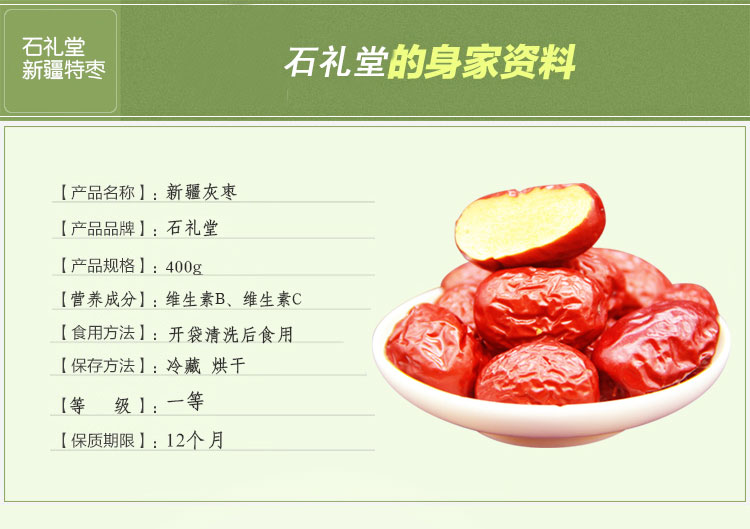 石礼堂
新疆特枣
石礼堂的身家资料
【产品名称】：新疆灰枣
【产品品牌】：石礼堂
【产品规格】：400g
【营养成分】：维生素B、维生素C
【食用方法】：开袋清洗后食用
【保存方法】：冷藏 烘干
【等 级】：一等
【保质期限】：12个月